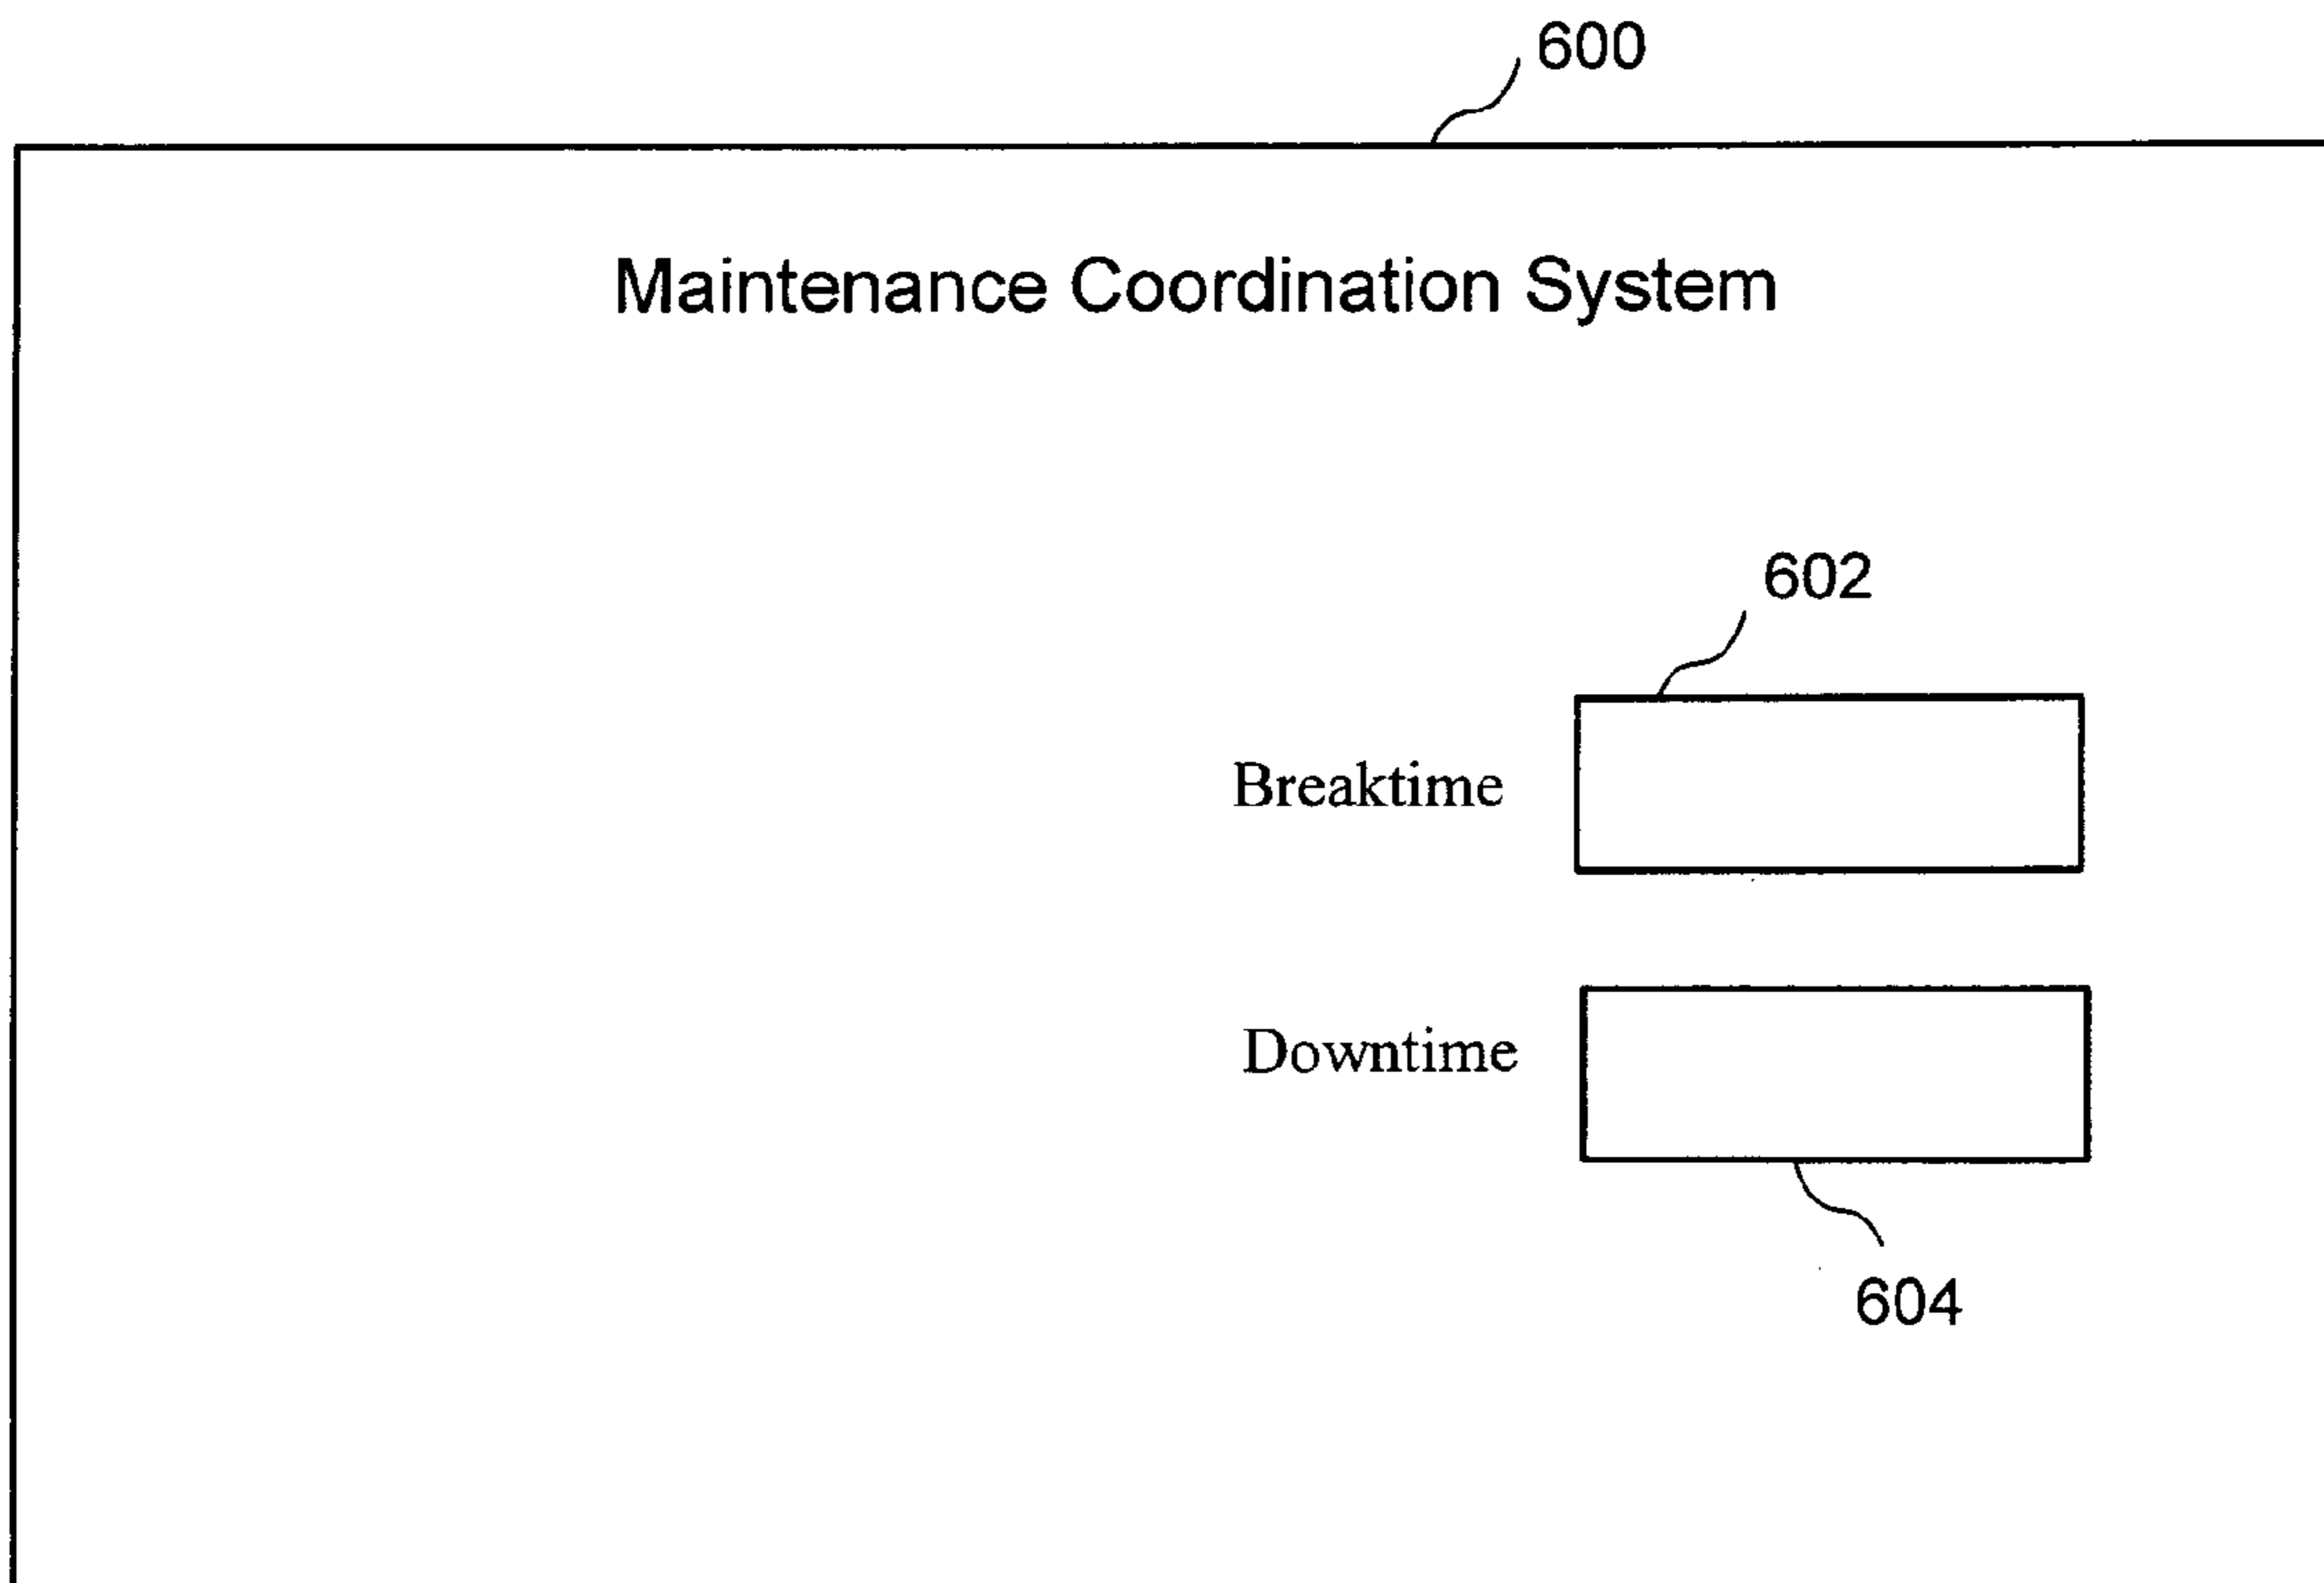 600
Maintenance Coordination System
602
Breaktime
Downtime
604